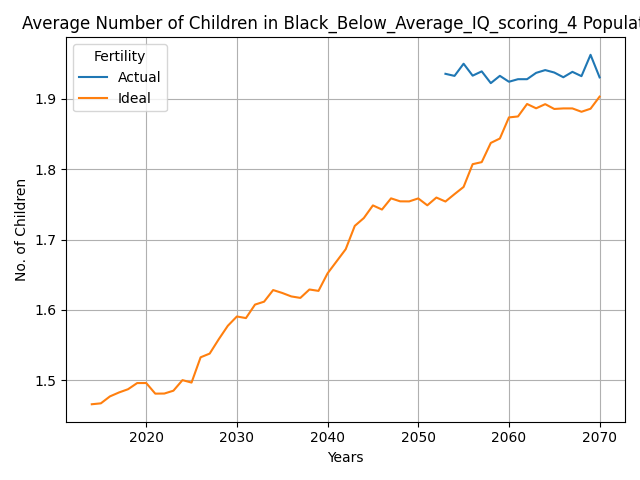 Average Number of Children in Black_Below_Average_IQ_scoring_4 Populat
Fertility
Actual
Ideal
No. of Children
1.9
1.8
1.7
1.6
1.5
2020 2030 2040 2050 2060 2070
Years